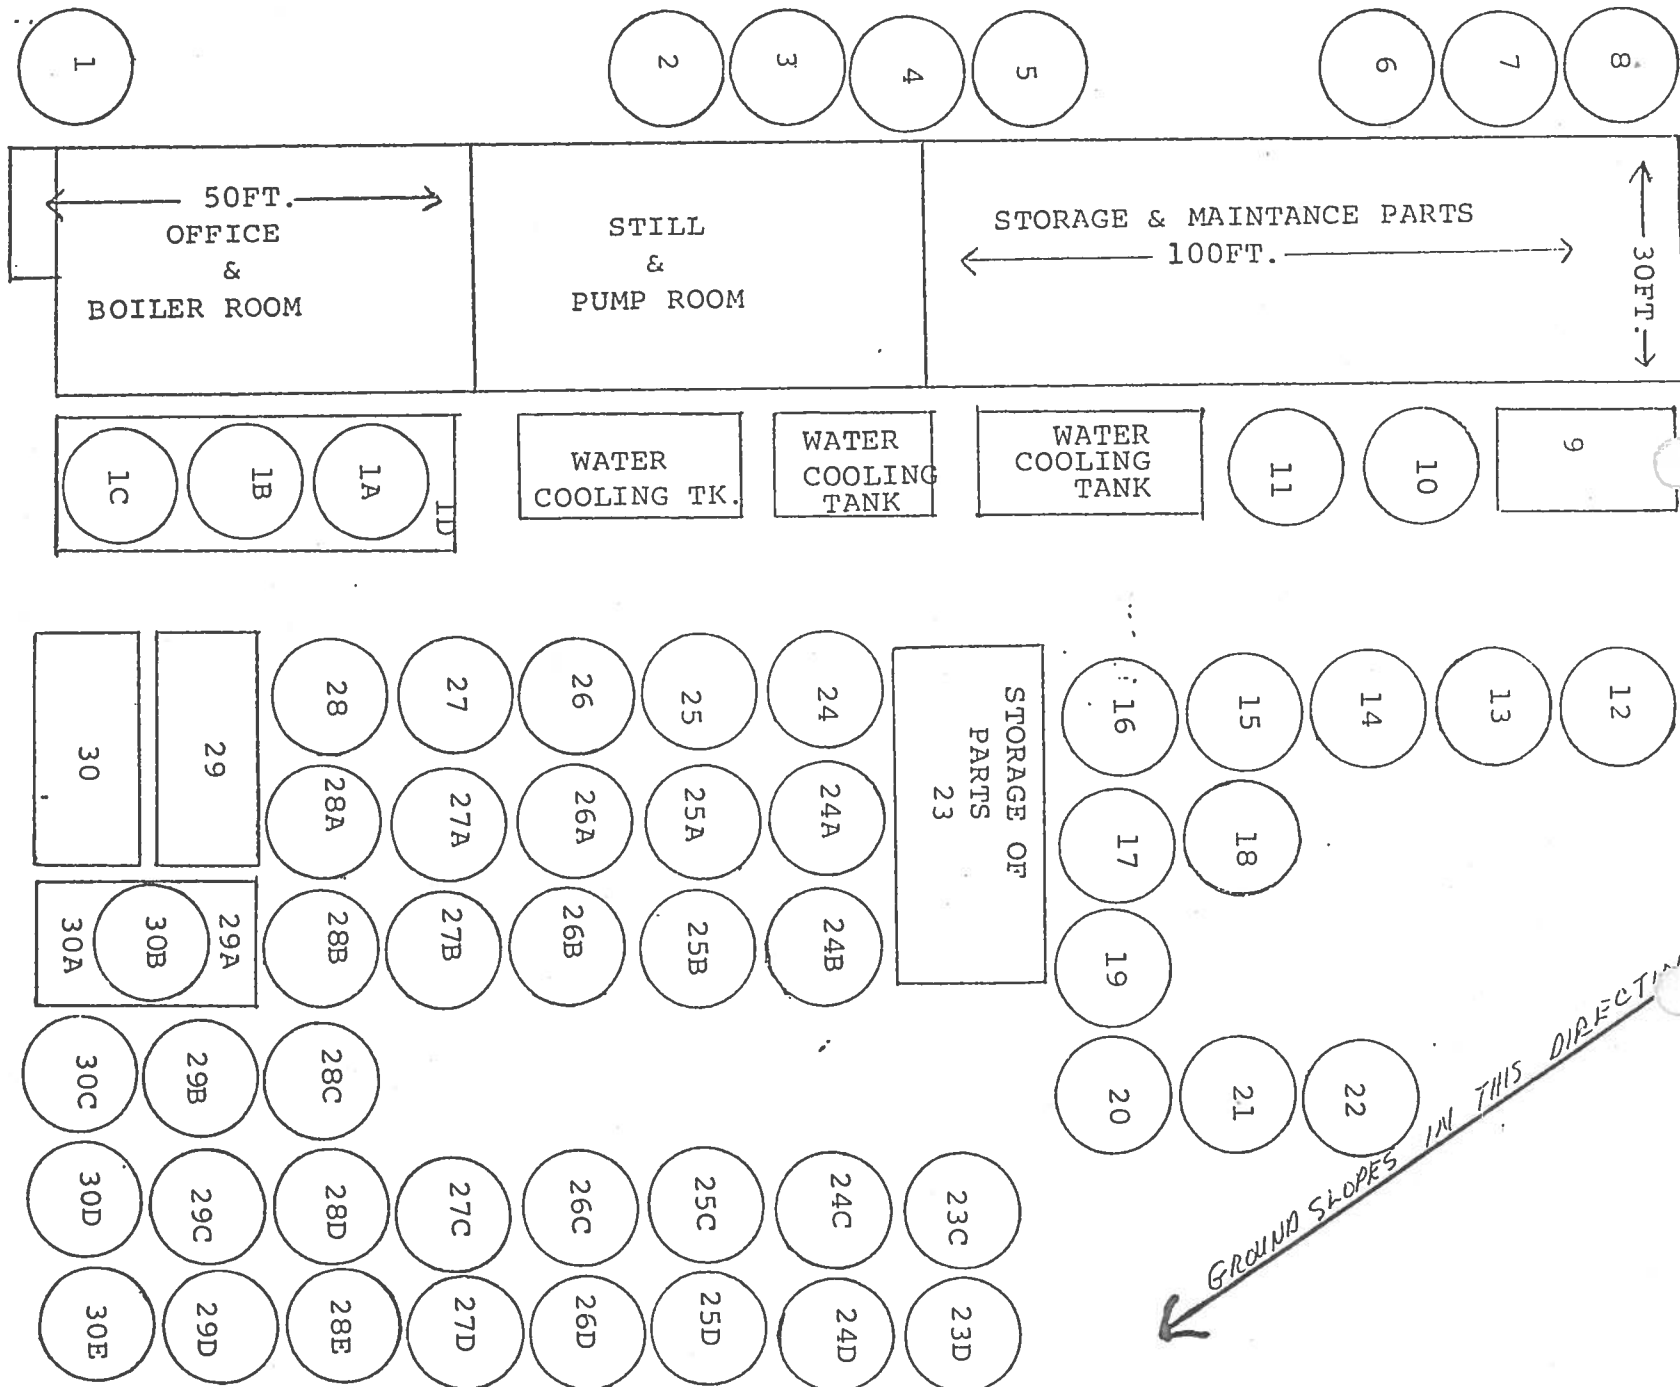 1
2
3
4
5
6
7
8
50FT.
OFFICE
&
BOILER ROOM
STILL
&
PUMP ROOM
STORAGE & MAINTANCE PARTS
100FT.
30FT.
1C
1B
1A
1D
WATER
COOLING TK.
WATER
COOLING
TANK
WATER
COOLING
TANK
11
10
9
30
29
28
27
26
25
24
STORAGE OF
PARTS
23
16
15
14
13
12
28A
27A
26A
25A
24A
17
18
30A
30B
29A
28B
27B
26B
25B
24B
19
30C
29B
28C
20
21
22
30D
29C
28D
27C
26C
25C
24C
23C
30E
29D
28E
27D
26D
25D
24D
23D
GROUND SLOPES IN THIS